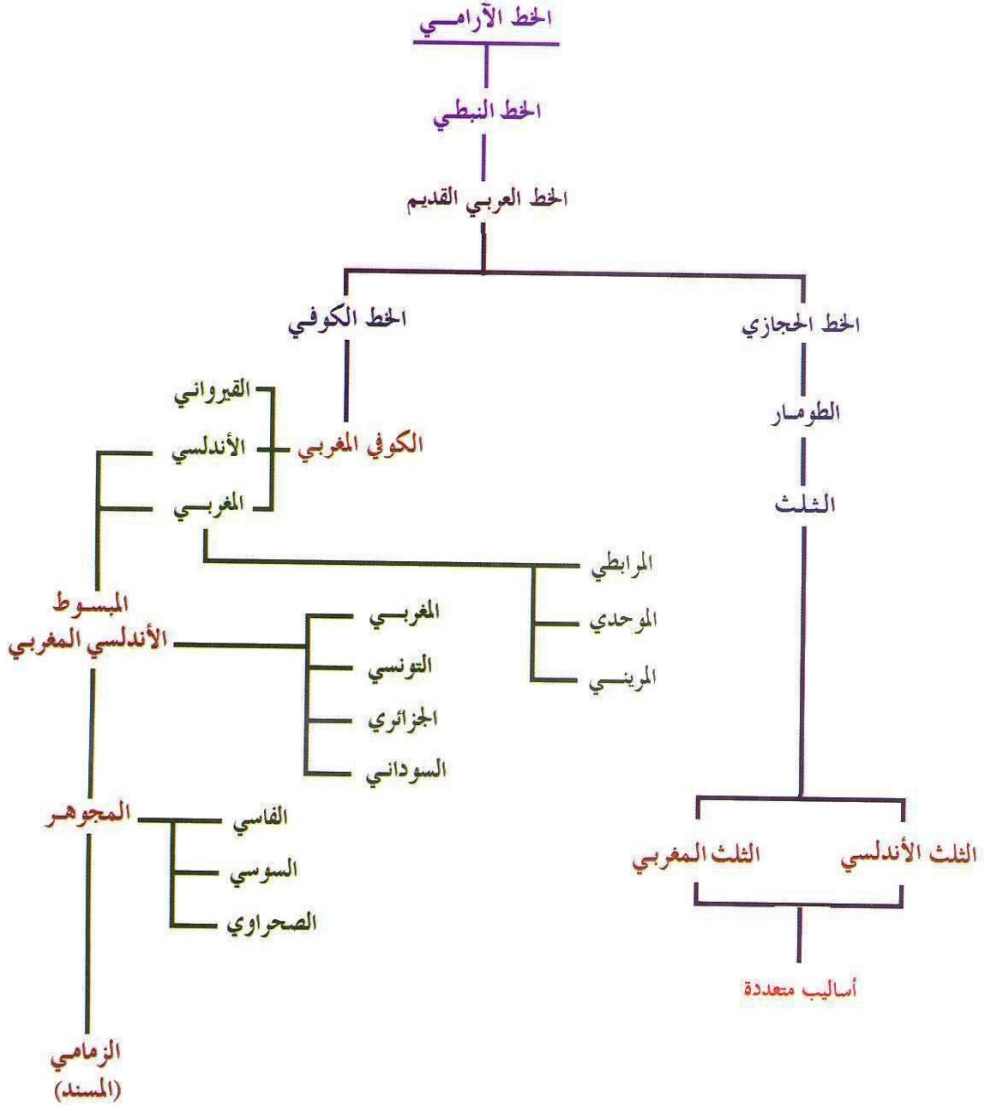 الخط الآرامي
الخط النبطي
الخط العربي القديم
الخط الحجازي
الطومار
الثلث
الثلث الأندلسي
الثلث المغربي
أساليب متعددة
الخط الكوفي
الكوفي المغربي
القيرواني
الأندلسي
المغربي
المرابطي
الموحدي
المريني
المبسوط
الأندلسي المغربي
المغربي
التونسي
الجزائري
السوداني
المجوهر
الفاسي
السوسي
الصحراوي
الزمامي
(المسند)